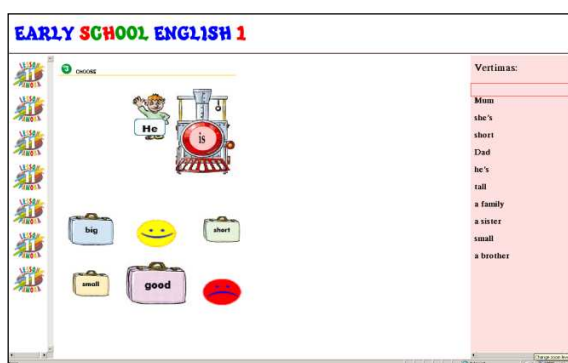 EARLY SCHOOL ENGLISH 1
CHOOSE
He
is
big
short
small
good
Vertimas:
Mum
she's
short
Dad
he's
tall
a family
a sister
small
a brother